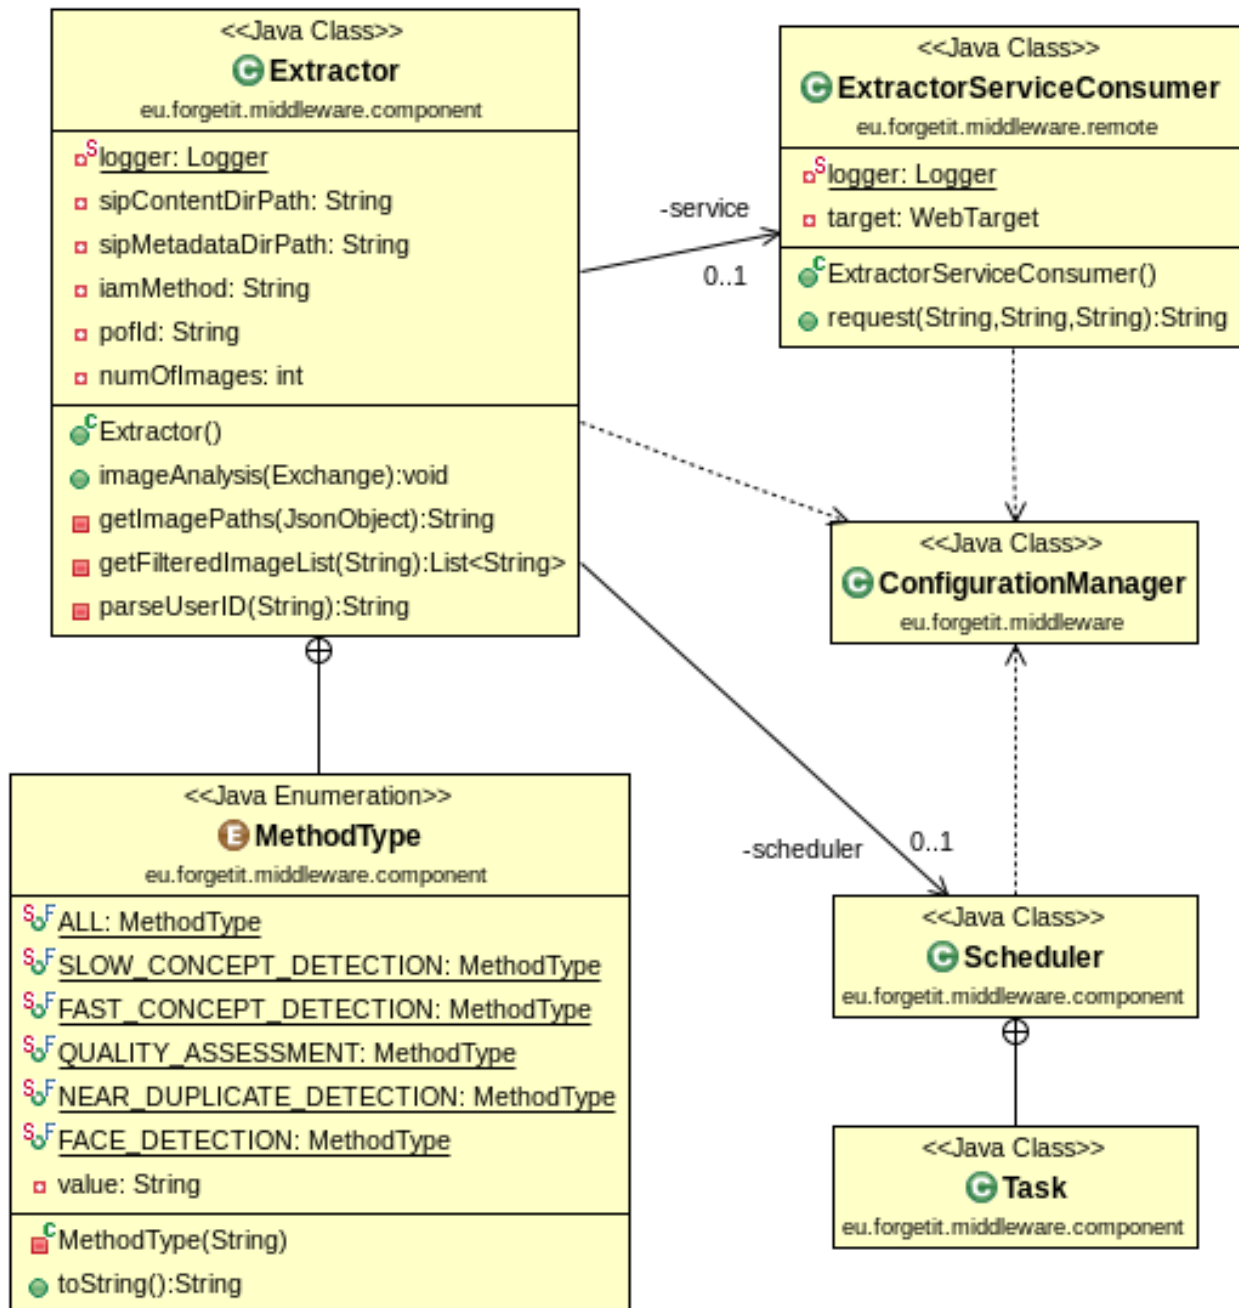 <<Java Class>>
C Extractor
eu.forgetit.middleware.component
S logger: Logger
sipContentDirPath: String
sipMetadataDirPath: String
iamMethod: String
pofId: String
numOfImages: int
C Extractor()
imageAnalysis(Exchange):void
getImagePaths(JsonObject):String
getFilteredImageList(String):List<String>
parseUserID(String):String
<<Java Class>>
C ExtractorServiceConsumer
eu.forgetit.middleware.remote
S logger: Logger
target: WebTarget
C ExtractorServiceConsumer()
request(String,String,String):String
-service
0..1
<<Java Class>>
C ConfigurationManager
eu.forgetit.middleware
-scheduler
0..1
<<Java Enumeration>>
E MethodType
eu.forgetit.middleware.component
S F ALL: MethodType
S F SLOW_CONCEPT_DETECTION: MethodType
S F FAST_CONCEPT_DETECTION: MethodType
S F QUALITY_ASSESSMENT: MethodType
S F NEAR_DUPLICATE_DETECTION: MethodType
S F FACE_DETECTION: MethodType
value: String
C MethodType(String)
toString():String
<<Java Class>>
C Scheduler
eu.forgetit.middleware.component
<<Java Class>>
C Task
eu.forgetit.middleware.component